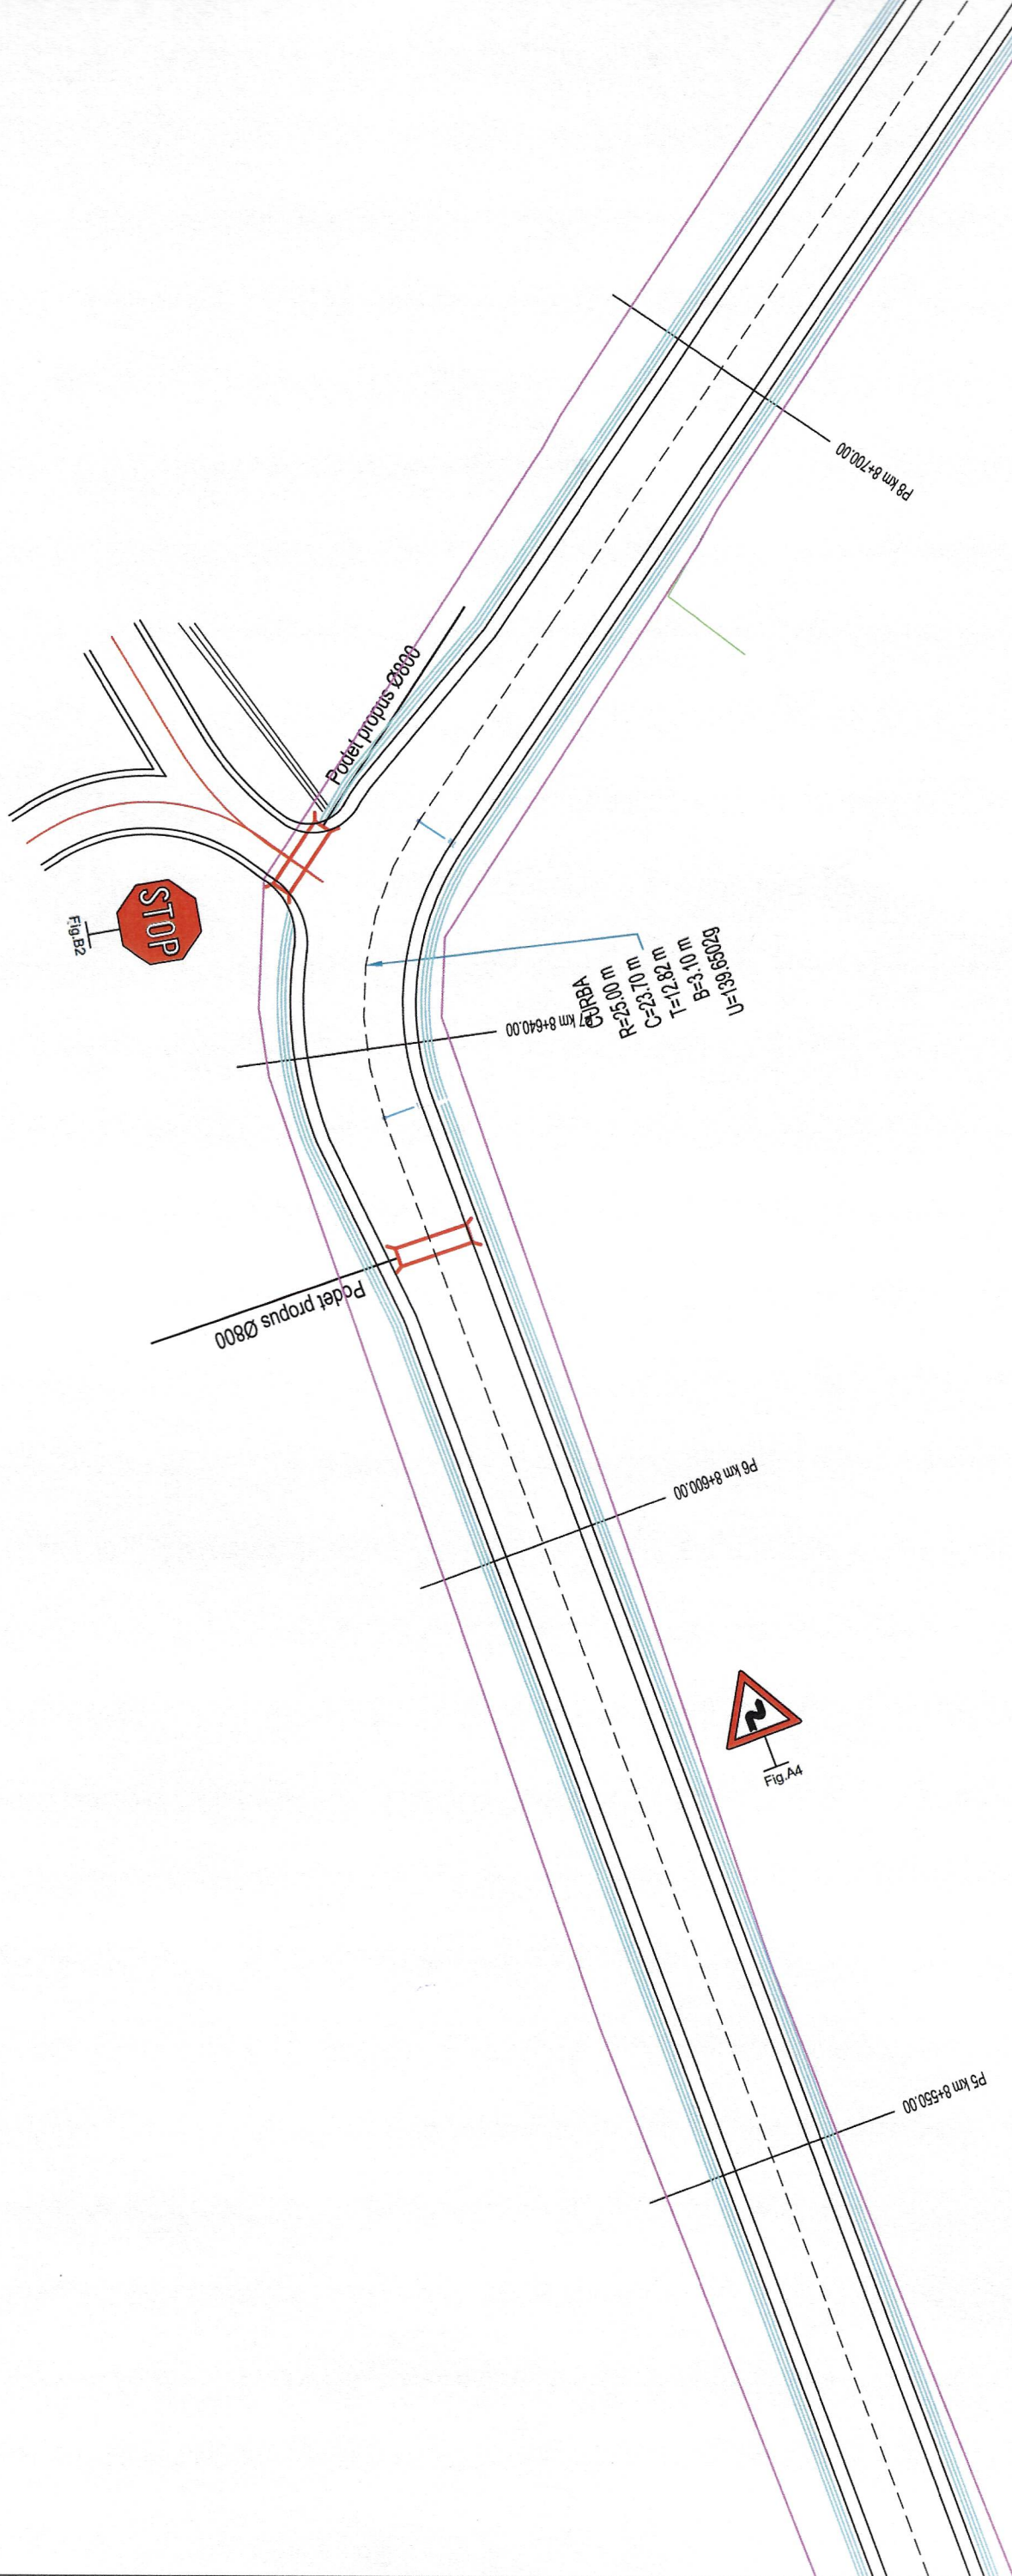 P8 km 8+700.00
Podet propus Ø800
STOP
Fig.B2
CURBA
R=25.00 m
C=23.70 m
T=12.82 m
B=3.10 m
U=139.6502g
P7 km 8+640.00
Podet propus Ø800
P6 km 8+600.00
Fig.A4
P5 km 8+550.00